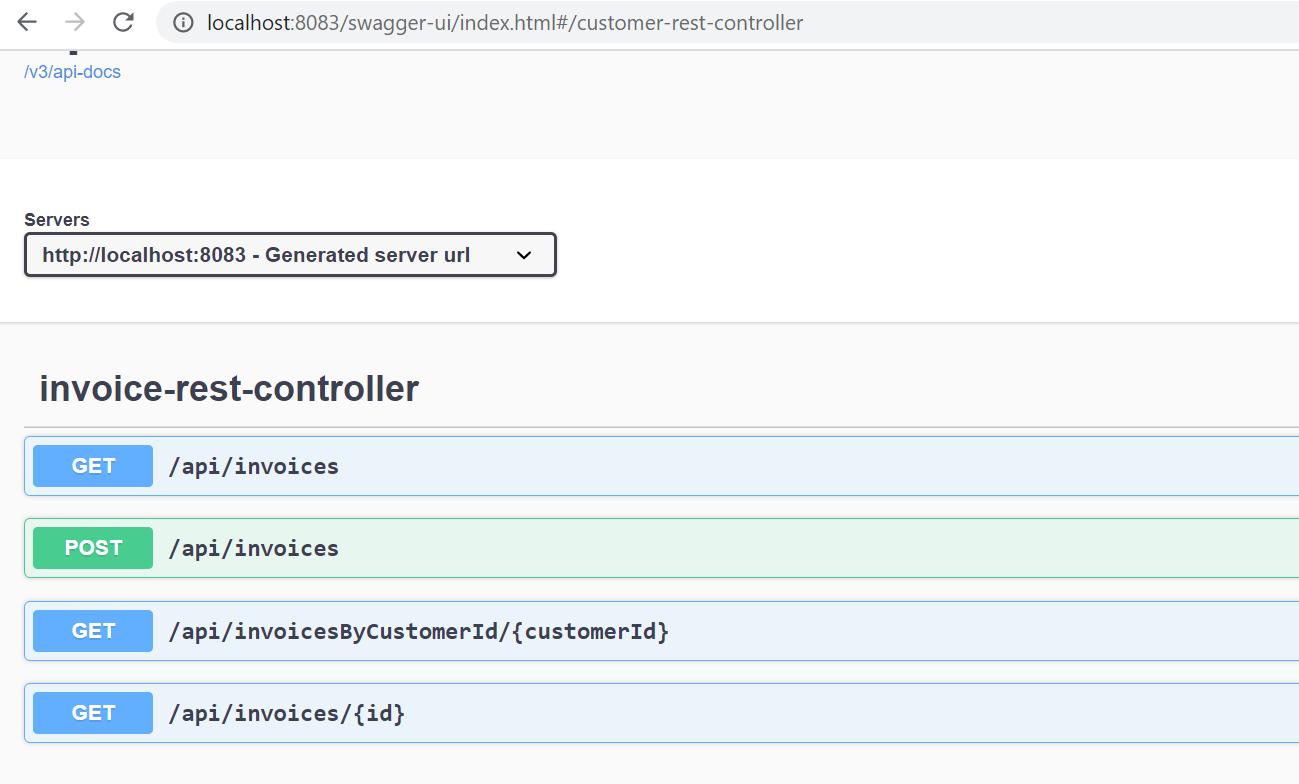 localhost:8083/swagger-ui/index.html#/customer-rest-controller
/v3/api-docs
Servers
http://localhost:8083 - Generated server url
invoice-rest-controller
GET /api/invoices
POST /api/invoices
GET /api/invoicesByCustomerId/{customerId}
GET /api/invoices/{id}